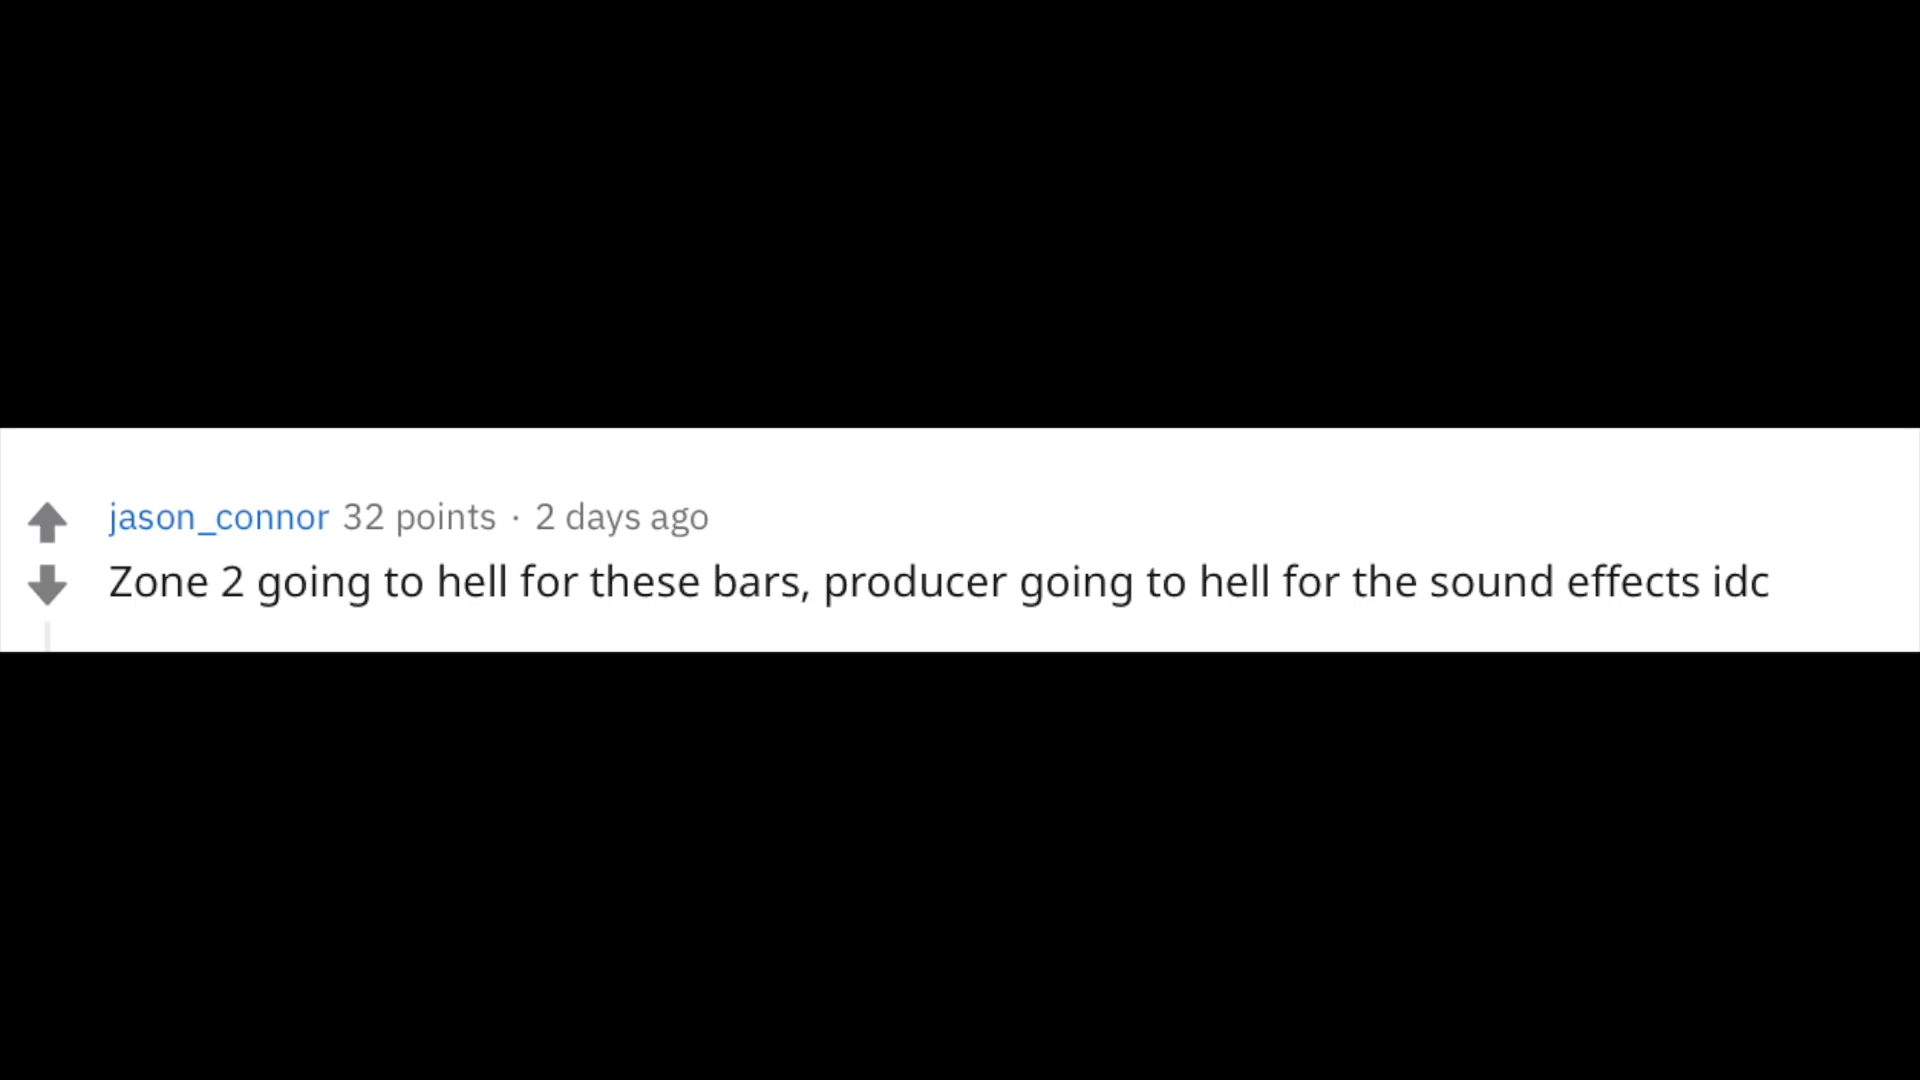 jason_connor 32 points · 2 days ago
Zone 2 going to hell for these bars, producer going to hell for the sound effects idc